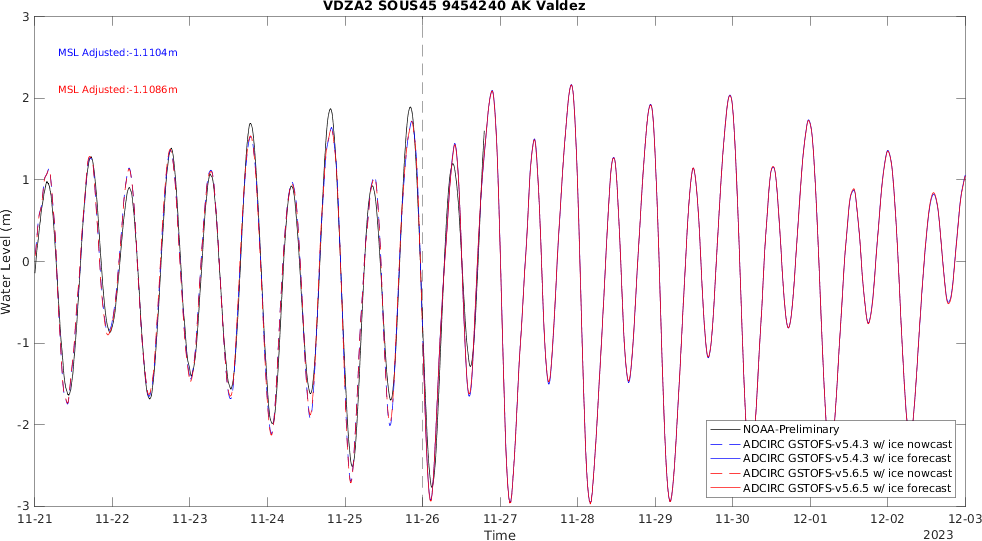 VDZA2 SOUS45 9454240 AK Valdez
3
2
1
0
-1
-2
-3
Water Level (m)
MSL Adjusted:-1.1104m
MSL Adjusted:-1.1086m
NOAA-Preliminary
ADCIRC GSTOFS-v5.4.3 w/ ice nowcast
ADCIRC GSTOFS-v5.4.3 w/ ice forecast
ADCIRC GSTOFS-v5.6.5 w/ ice nowcast
ADCIRC GSTOFS-v5.6.5 w/ ice forecast
11-21 11-22 11-23 11-24 11-25 11-26 11-27 11-28 11-29 11-30 12-01 12-02 12-03
Time
2023